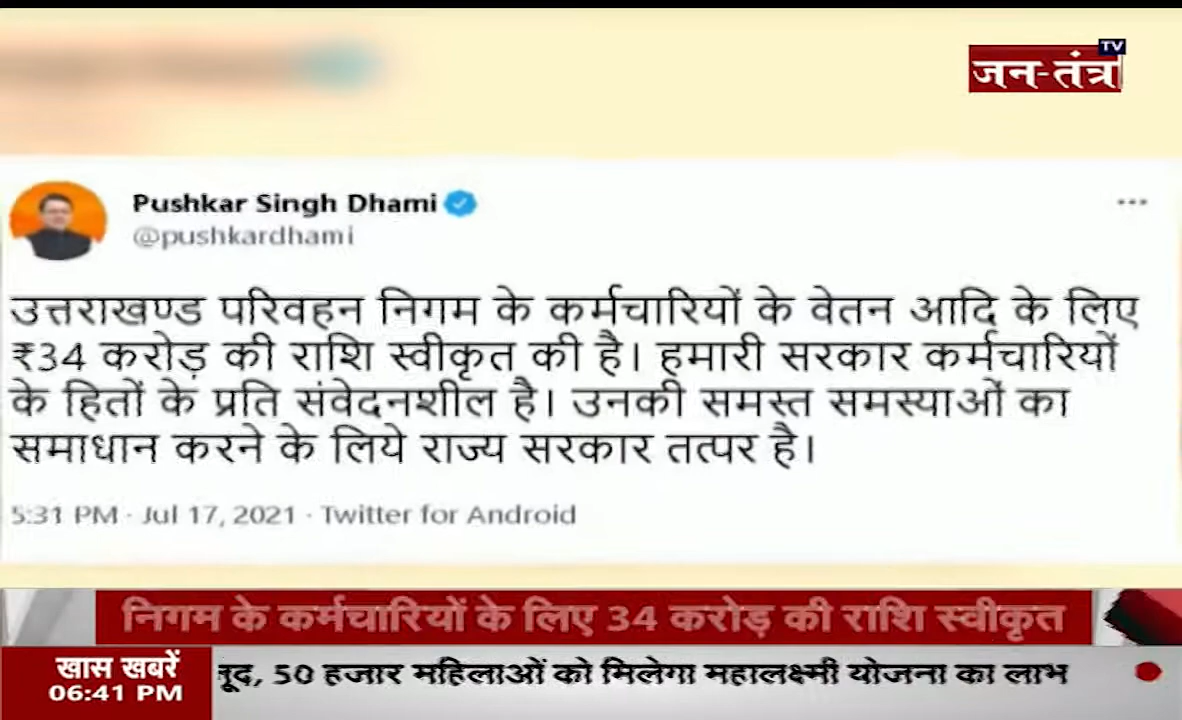 TV
जन-तंत्र
Pushkar Singh Dhami
@pushkardhami
उत्तराखण्ड परिवहन निगम के कर्मचारियों के वेतन आदि के लिए
₹34 करोड़ की राशि स्वीकृत की है। हमारी सरकार कर्मचारियों
के हितों के प्रति संवेदनशील है। उनकी समस्त समस्याओं का
समाधान करने के लिये राज्य सरकार तत्पर है।
5:31 PM · Jul 17, 2021 · Twitter for Android
निगम के कर्मचारियों के लिए 34 करोड़ की राशि स्वीकृत
खास खबरें
06:41 PM
50 हजार महिलाओं को मिलेगा महालक्ष्मी योजना का लाभ